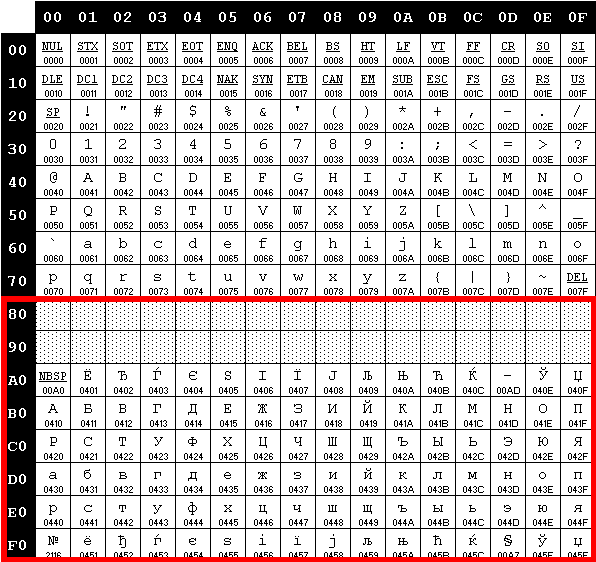 00 01 02 03 04 05 06 07 08 09 0A 0B 0C 0D 0E 0F
00 NUL STX SOT ETX EOT ENQ ACK BEL BS HT LF VT FF CR SO SI
0000 0001 0002 0003 0004 0005 0006 0007 0008 0009 000A 000B 000C 000D 000E 000F
10 DLE DC1 DC2 DC3 DC4 NAK SYN ETB CAN EM SUB ESC FS GS RS US
0010 0011 0012 0013 0014 0015 0016 0017 0018 0019 001A 001B 001C 001D 001E 001F
20 SP ! " # $ % & ' ( ) * + , - . /
0020 0021 0022 0023 0024 0025 0026 0027 0028 0029 002A 002B 002C 002D 002E 002F
30 0 1 2 3 4 5 6 7 8 9 : ; < = > ?
0030 0031 0032 0033 0034 0035 0036 0037 0038 0039 003A 003B 003C 003D 003E 003F
40 @ A B C D E F G H I J K L M N O
0040 0041 0042 0043 0044 0045 0046 0047 0048 0049 004A 004B 004C 004D 004E 004F
50 P Q R S T U V W X Y Z [ \ ] ^ _
0050 0051 0052 0053 0054 0055 0056 0057 0058 0059 005A 005B 005C 005D 005E 005F
60 ` a b c d e f g h i j k l m n o
0060 0061 0062 0063 0064 0065 0066 0067 0068 0069 006A 006B 006C 006D 006E 006F
70 p q r s t u v w x y z { | } ~ DEL
0070 0071 0072 0073 0074 0075 0076 0077 0078 0079 007A 007B 007C 007D 007E 007F
80
90
A0 NBSP Ё Ђ Ѓ Є Ѕ І Ї Ј Љ Њ Ћ Ќ - Ў Џ
00A0 0401 0402 0403 0404 0405 0406 0407 0408 0409 040A 040B 040C 00AD 040E 040F
B0 А Б В Г Д Е Ж З И Й К Л М Н О П
0410 0411 0412 0413 0414 0415 0416 0417 0418 0419 041A 041B 041C 041D 041E 041F
C0 Р С Т У Ф Х Ц Ч Ш Щ Ъ Ы Ь Э Ю Я
0420 0421 0422 0423 0424 0425 0426 0427 0428 0429 042A 042B 042C 042D 042E 042F
D0 а б в г д е ж з и й к л м н о п
0430 0431 0432 0433 0434 0435 0436 0437 0438 0439 043A 043B 043C 043D 043E 043F
E0 р с т у ф х ц ч ш щ ъ ы ь э ю я
0440 0441 0442 0443 0444 0445 0446 0447 0448 0449 044A 044B 044C 044D 044E 044F
F0 № ё ђ ѓ є ѕ і ї ј љ њ ћ ќ § ў џ
2116 0451 0452 0453 0454 0455 0456 0457 0458 0459 045A 045B 045C 00A7 045E 045F